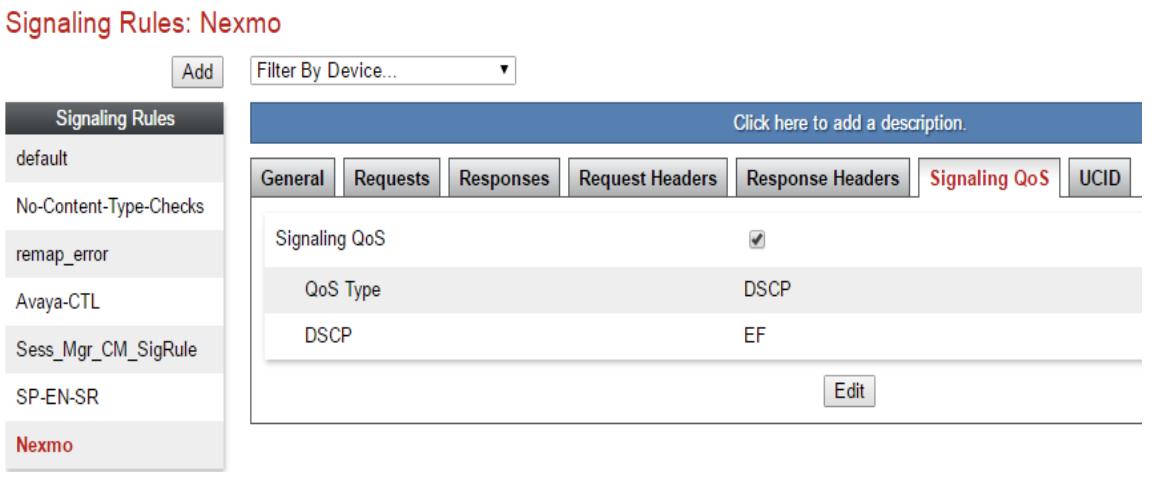 Signaling Rules: Nexmo
Add
Filter By Device...
Signaling Rules
default
No-Content-Type-Checks
remap_error
Avaya-CTL
Sess_Mgr_CM_SigRule
SP-EN-SR
Nexmo
Click here to add a description.
General Requests Responses Request Headers Response Headers Signaling QoS UCID
Signaling QoS
QoS Type DSCP
DSCP EF
Edit